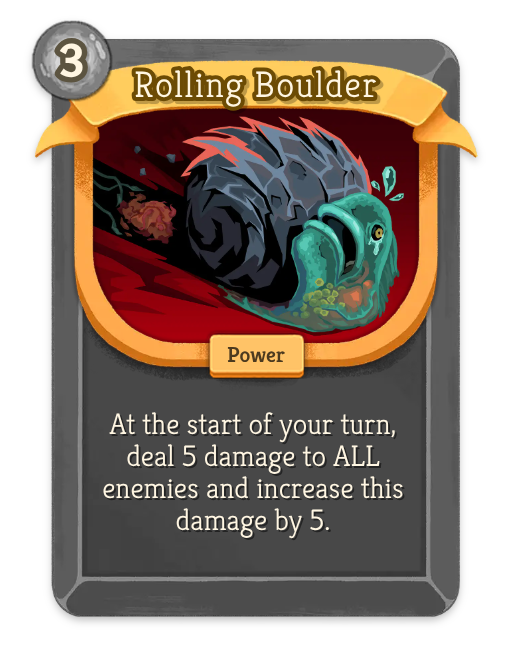 3
Rolling Boulder
Power
At the start of your turn,
deal 5 damage to ALL
enemies and increase this
damage by 5.